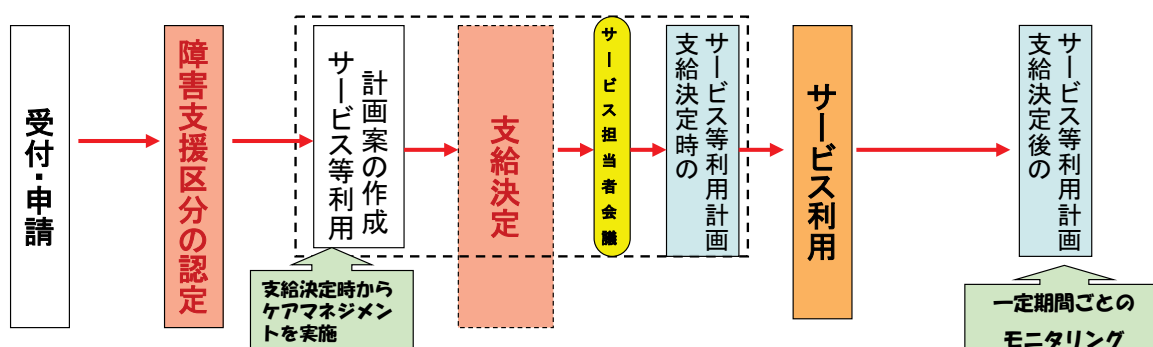 受付・申請
障害支援区分の認定
サービス等利用
計画案の作成
支給決定時から
ケアマネジメン
トを実施
支給決定
サービス担当者会議
支給決定時の
サービス等利用計画
サービス利用
支給決定後の
サービス等利用計画
一定期間ごとの
モニタリング